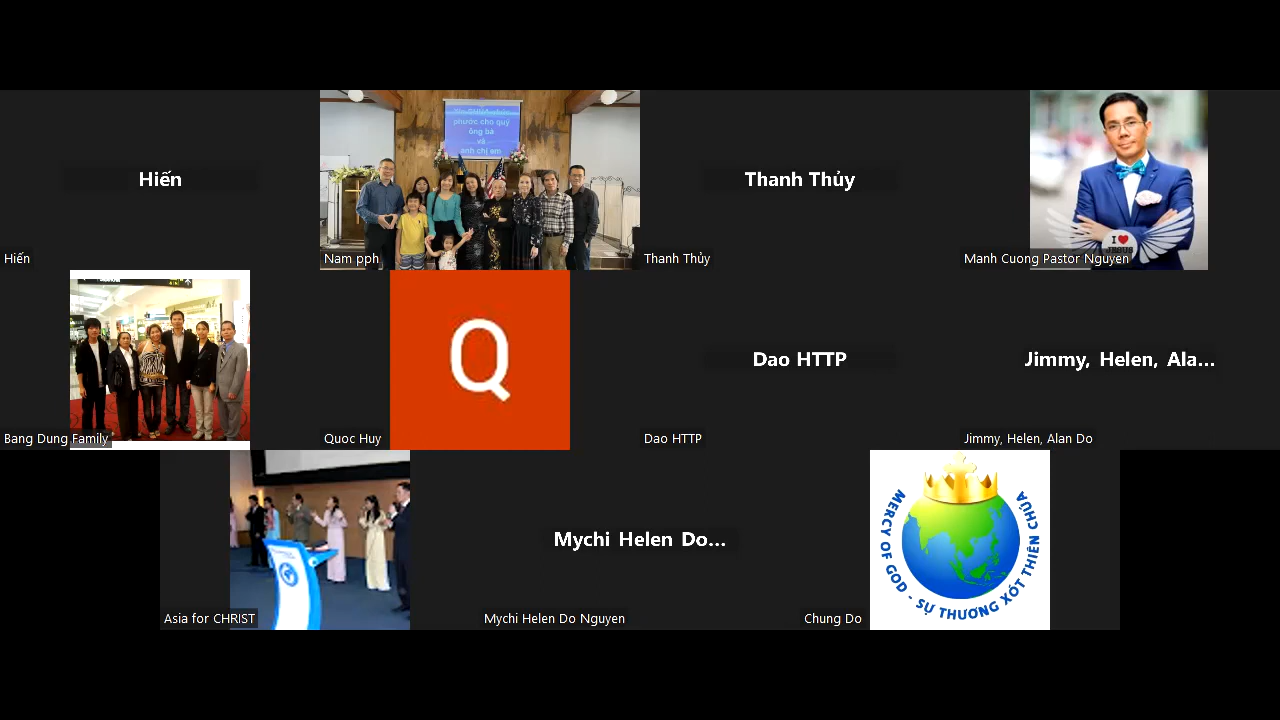 Hiến
Hiến
phước cho quý
ông bà
và
anh chị em
Nam pph
Thanh Thủy
Thanh Thủy
I ❤
Manh Cuong Pastor Nguyen
Bang Dung Family
Q
Quoc Huy
Dao HTTP
Dao HTTP
Jimmy, Helen, Ala...
Jimmy, Helen, Alan Do
Asia for CHRIST
Mychi Helen Do...
Mychi Helen Do Nguyen
MERCY OF GOD - SỰ THƯƠNG XÓT THIÊN CHÚA
Chung Do